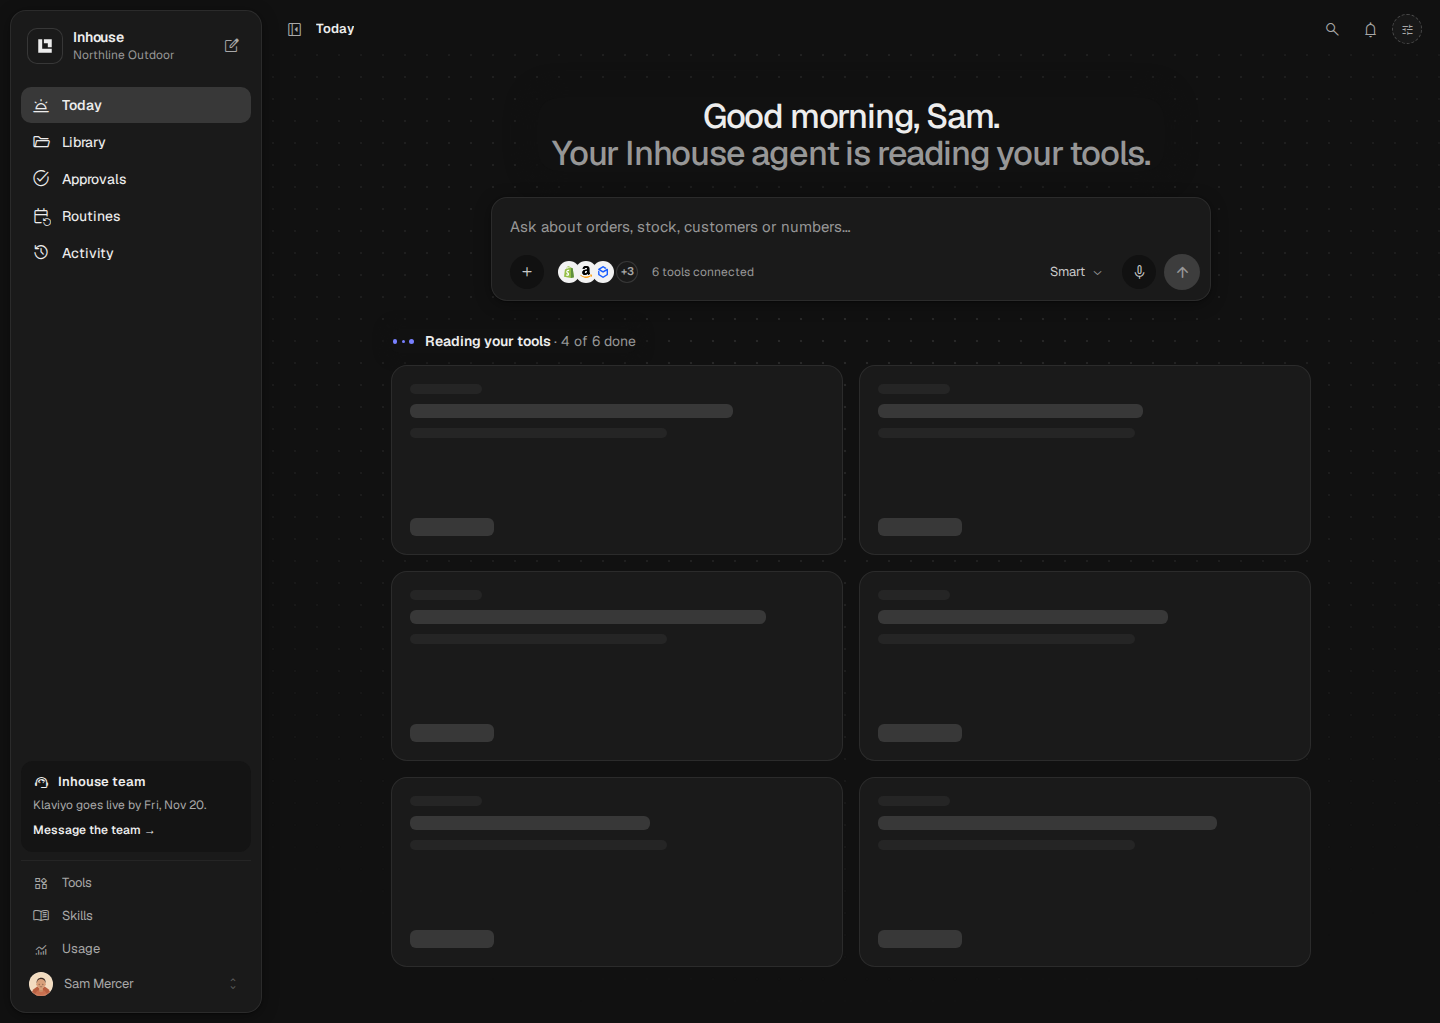 Inhouse
Northline Outdoor
Today
Library
Approvals
Routines
Activity
Inhouse team
Klaviyo goes live by Fri, Nov 20.
Message the team →
Tools
Skills
Usage
Sam Mercer
Today
Good morning, Sam.
Your Inhouse agent is reading your tools.
Ask about orders, stock, customers or numbers…
+3
6 tools connected
Smart
Reading your tools · 4 of 6 done